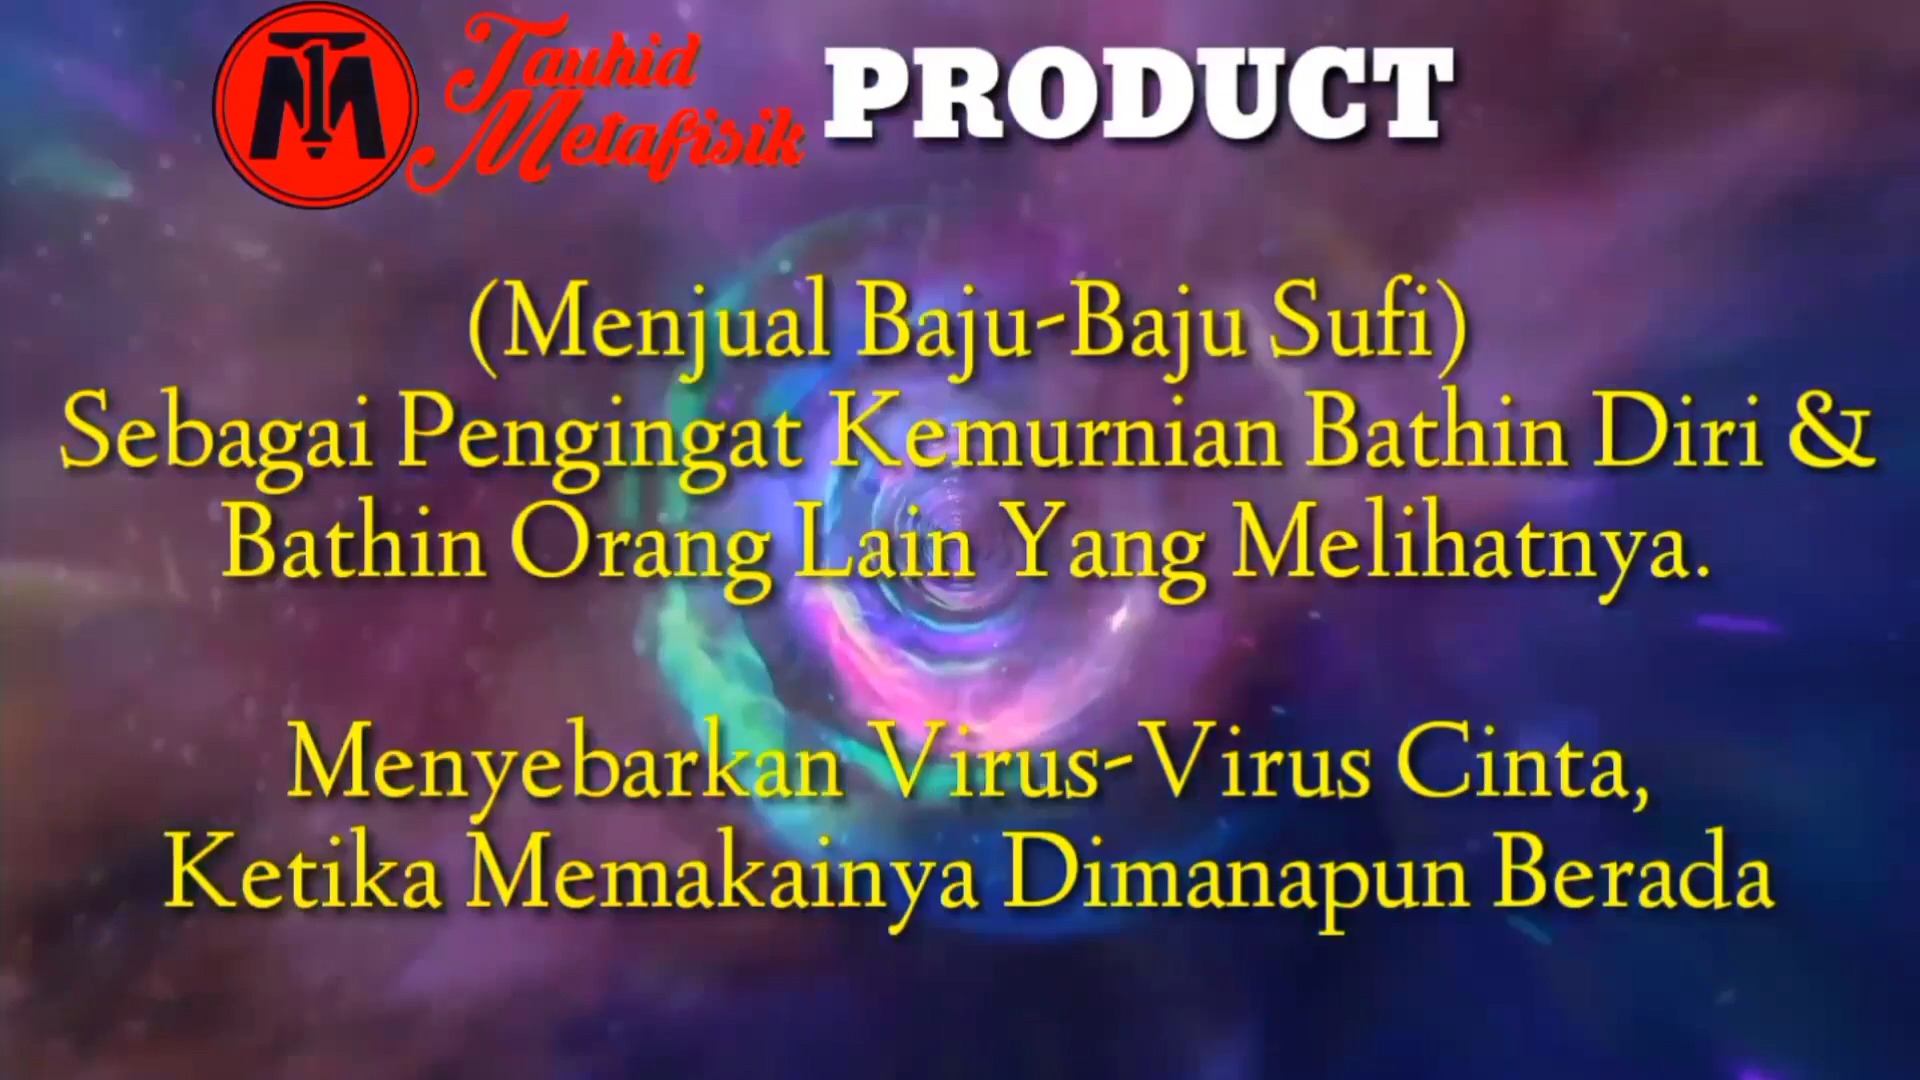 Tauhid
Metafisik
PRODUCT
(Menjual Baju-Baju Sufi)
Sebagai Pengingat Kemurnian Bathin Diri &
Bathin Orang Lain Yang Melihatnya.
Menyebarkan Virus-Virus Cinta,
Ketika Memakainya Dimanapun Berada